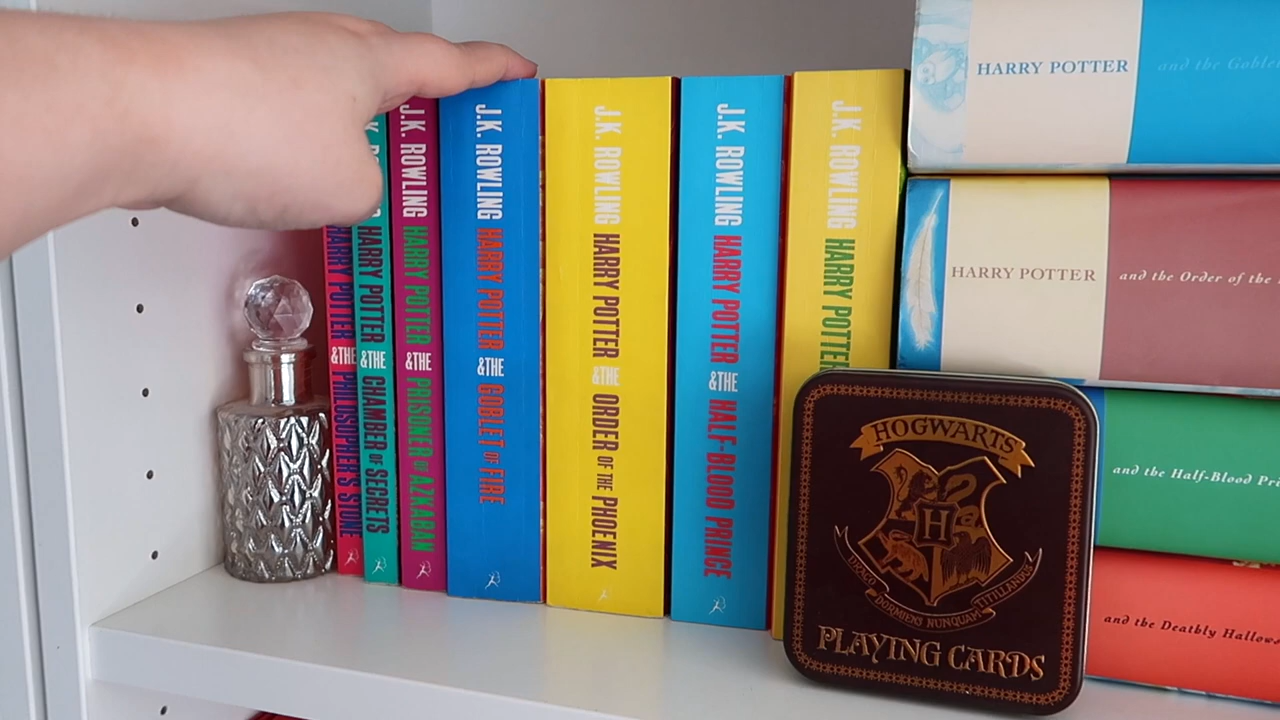 HARRY POTTER &THE PHILOSOPHER'S STONE
HARRY POTTER &THE CHAMBER OF SECRETS
J.K. ROWLING HARRY POTTER &THE PRISONER OF AZKABAN
J.K. ROWLING HARRY POTTER &THE GOBLET OF FIRE
J.K. ROWLING HARRY POTTER &THE ORDER OF THE PHOENIX
J.K. ROWLING HARRY POTTER &THE HALF-BLOOD PRINCE
J.K. ROWLING HARRY POTTER
HARRY POTTER and the Goble
HARRY POTTER and the Order of the
and the Half-Blood Pri
and the Deathly Hallow
HOGWARTS
H
DRACO DORMIENS NUNQUAM TITILLANDUS
PLAYING CARDS